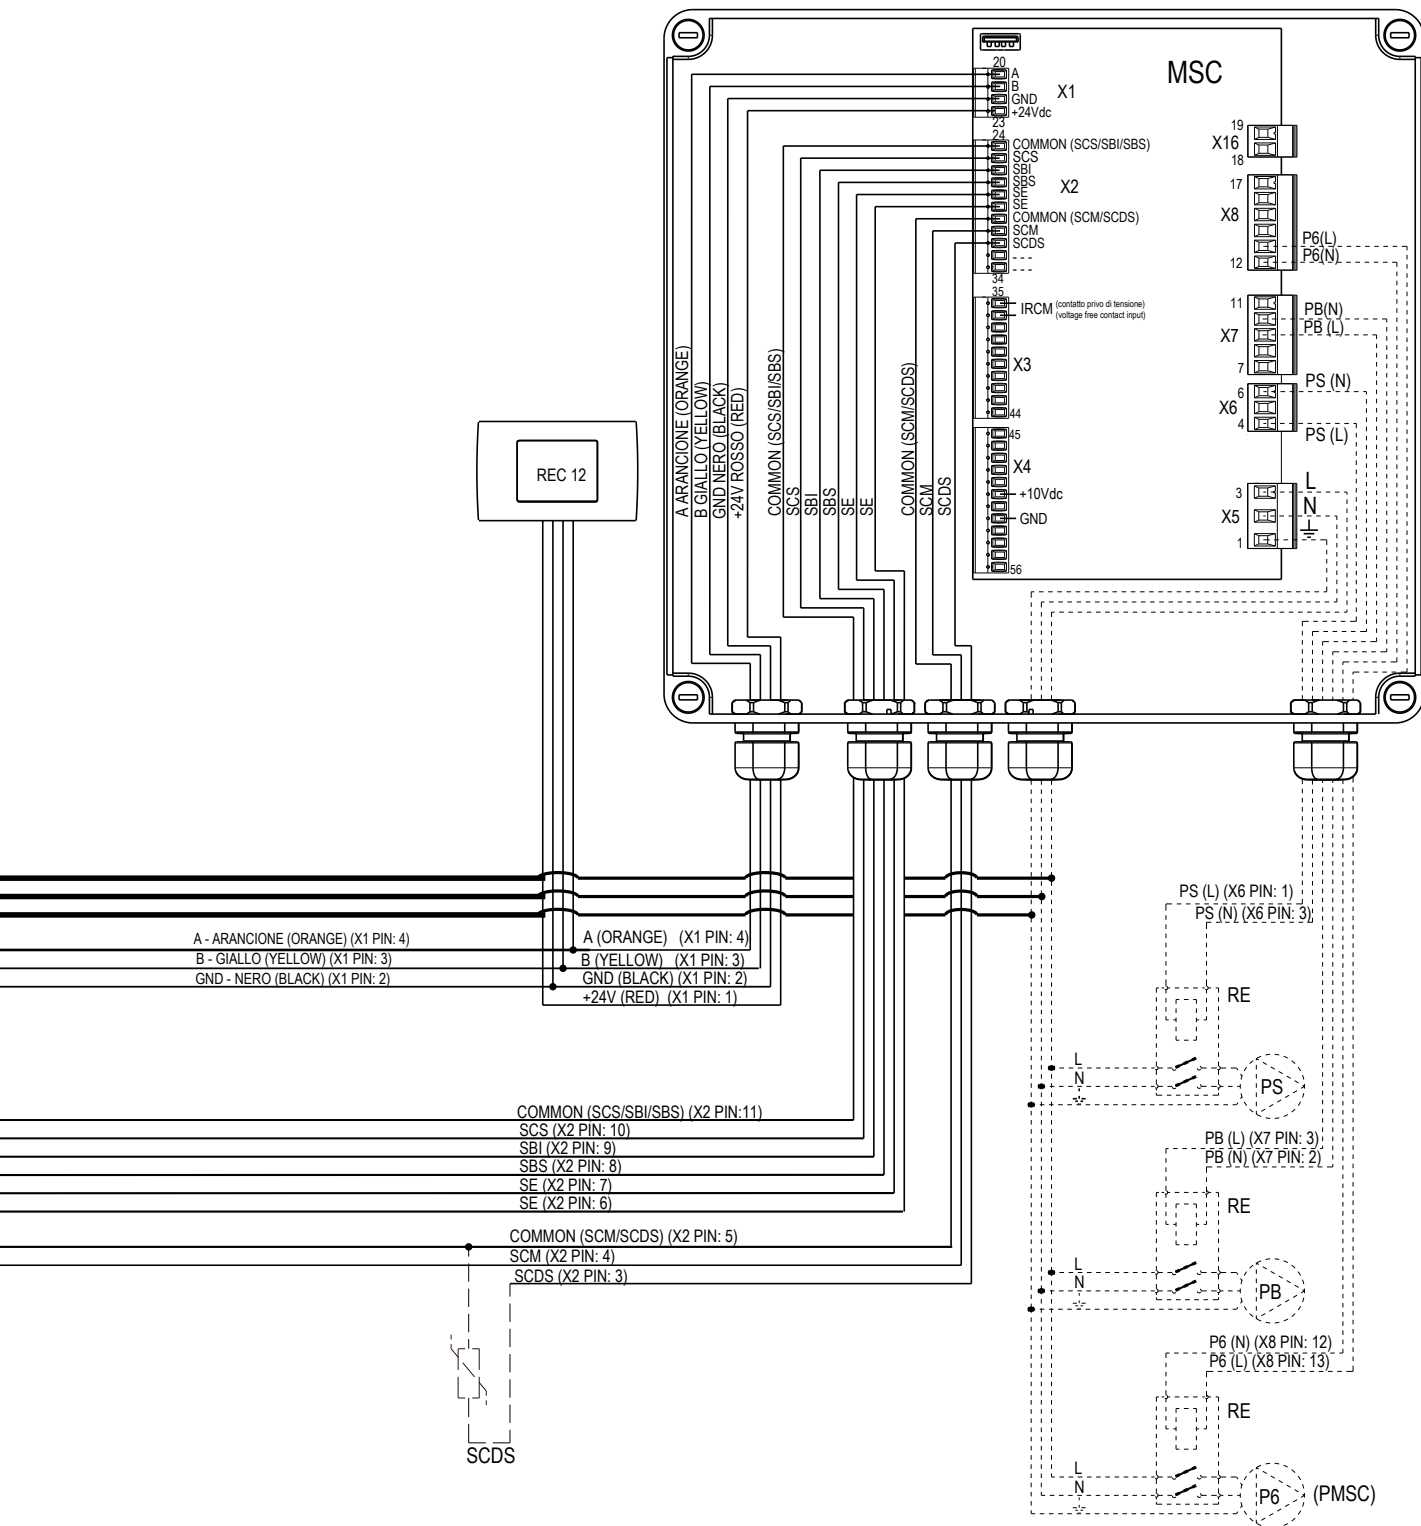 MSC
20
A
B
GND
+24Vdc
X1
23
24
COMMON (SCS/SBI/SBS)
SCS
SBI
SBS
SE
SE
COMMON (SCM/SCDS)
SCM
SCDS
- - -
- - -
X2
34
35
IRCM (contatto privo di tensione)
(voltage free contact input)
X3
44
45
X4
+10Vdc
GND
56
19
X16
18
17
X8
P6(L)
P6(N)
12
11
PB(N)
PB (L)
X7
7
PS (N)
6
X6
4
PS (L)
L
3
N
X5
1
A ARANCIONE (ORANGE)
B GIALLO (YELLOW)
GND NERO (BLACK)
+24V ROSSO (RED)
COMMON (SCS/SBI/SBS)
SCS
SBI
SBS
SE
SE
COMMON (SCM/SCDS)
SCM
SCDS
REC 12
A - ARANCIONE (ORANGE) (X1 PIN: 4)
B - GIALLO (YELLOW) (X1 PIN: 3)
GND - NERO (BLACK) (X1 PIN: 2)
A (ORANGE) (X1 PIN: 4)
B (YELLOW) (X1 PIN: 3)
GND (BLACK) (X1 PIN: 2)
+24V (RED) (X1 PIN: 1)
COMMON (SCS/SBI/SBS) (X2 PIN:11)
SCS (X2 PIN: 10)
SBI (X2 PIN: 9)
SBS (X2 PIN: 8)
SE (X2 PIN: 7)
SE (X2 PIN: 6)
COMMON (SCM/SCDS) (X2 PIN: 5)
SCM (X2 PIN: 4)
SCDS (X2 PIN: 3)
SCDS
PS (L) (X6 PIN: 1)
PS (N) (X6 PIN: 3)
RE
L
N
PS
PB (L) (X7 PIN: 3)
PB (N) (X7 PIN: 2)
RE
L
N
PB
P6 (N) (X8 PIN: 12)
P6 (L) (X8 PIN: 13)
RE
L
N
P6
(PMSC)